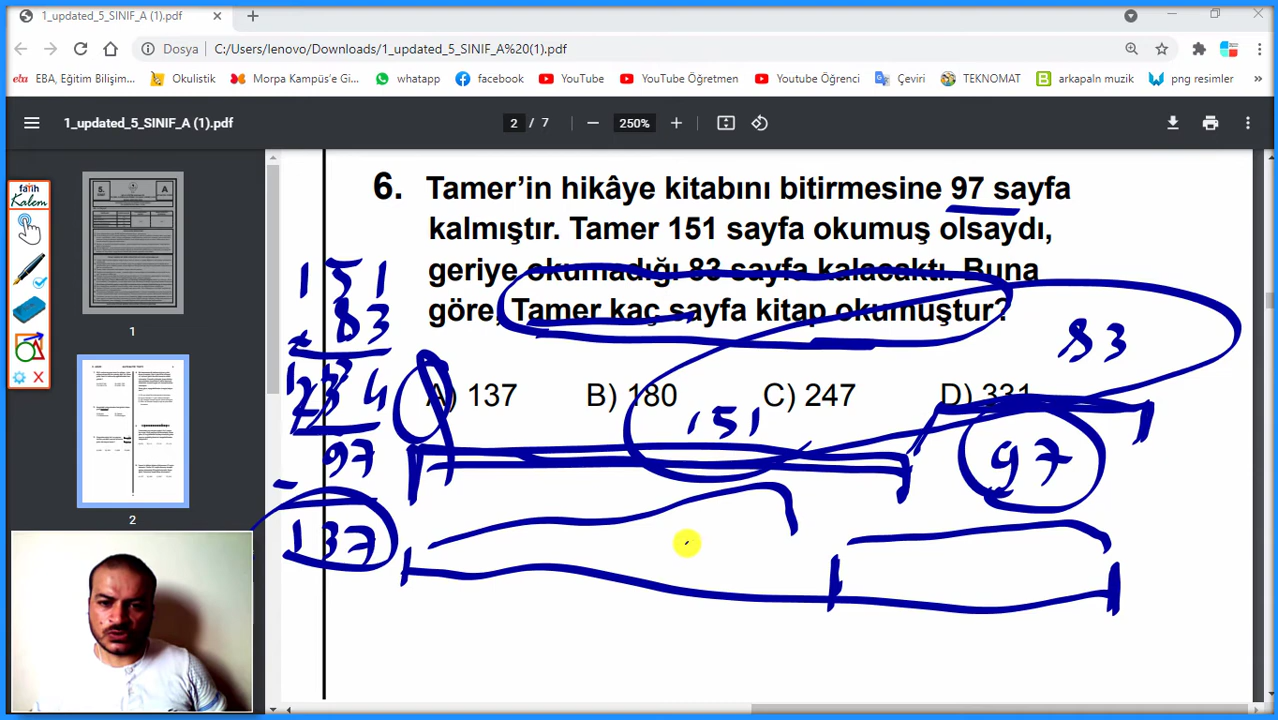 1_updated_5_SINIF_A (1).pdf
Dosya C:/Users/lenovo/Downloads/1_updated_5_SINIF_A%20(1).pdf
eba EBA, Eğitim Bilişim... Okulistik Morpa Kampüs'e Gi... whatapp facebook YouTube YouTube Öğretmen Youtube Öğrenci Çeviri TEKNOMAT arkapaln muzik png resimler »
1_updated_5_SINIF_A (1).pdf 2 / 7 250%
fatih
Kalem
1
2
6. Tamer'in hikâye kitabını bitirmesine 97 sayfa
kalmıştır. Tamer 151 sayfa okumuş olsaydı,
geriye okumadığı 83 sayfa kalacaktı. Buna
göre, Tamer kaç sayfa kitap okumuştur?
A) 137 B) 180 C) 247 D) 331
151
83
234
97
137
83
151
97